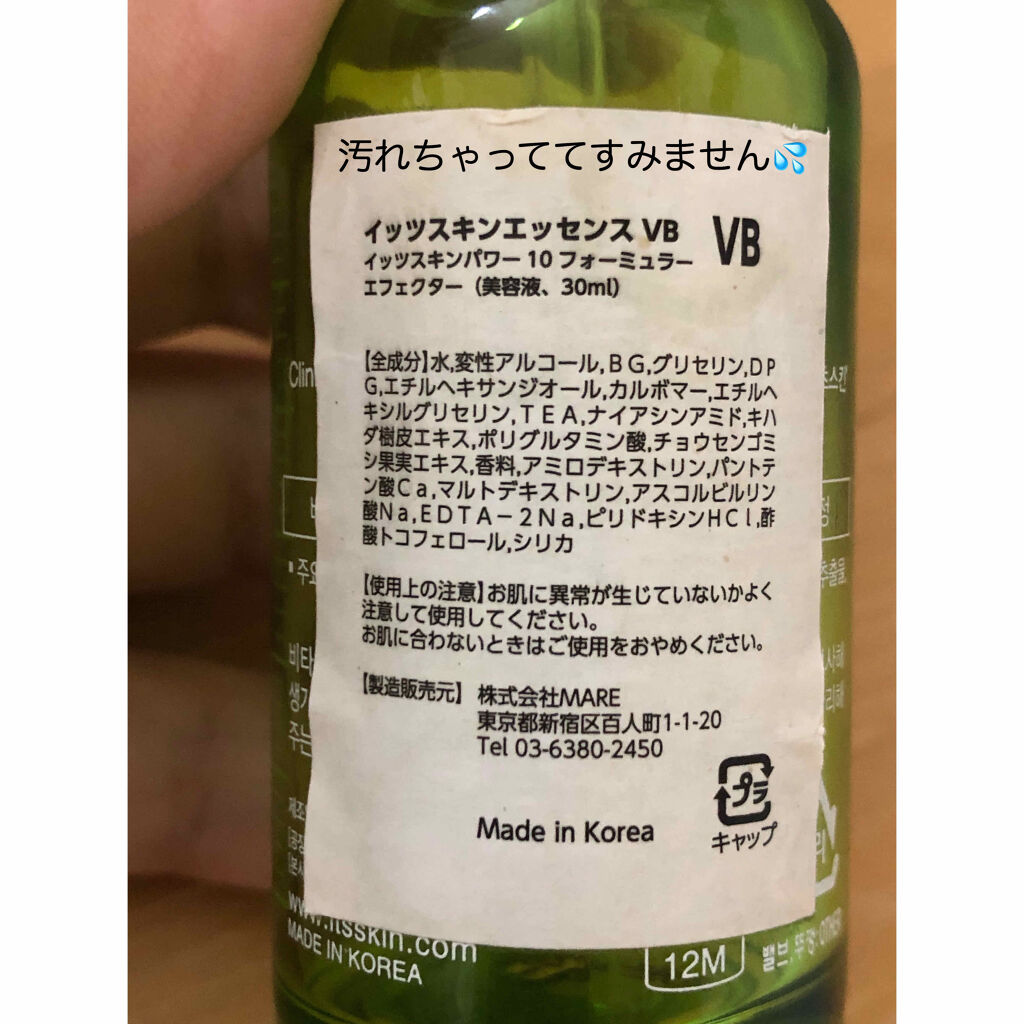 汚れちゃっててすみません💦
イッツスキンエッセンス VB
VB
イッツスキンパワー 10 フォーミュラー
エフェクター（美容液、30ml）
【全成分】水,変性アルコール,ＢＧ,グリセリン,ＤＰ
Ｇ,エチルヘキサンジオール,カルボマー,エチルヘ
キシルグリセリン,ＴＥＡ,ナイアシンアミド,キハ
ダ樹皮エキス,ポリグルタミン酸,チョウセンゴミ
シ果実エキス,香料,アミロデキストリン,パントテ
ン酸Ｃａ,マルトデキストリン,アスコルビルリン
酸Ｎａ,ＥＤＴＡ－２Ｎａ,ピリドキシンＨＣｌ,酢
酸トコフェロール,シリカ
【使用上の注意】お肌に異常が生じていないかよく
注意して使用してください。
お肌に合わないときはご使用をおやめください。
【製造販売元】 株式会社MARE
東京都新宿区百人町1-1-20
Tel 03-6380-2450
プラ
キャップ
Made in Korea
Clin
비타
생기
주는
www.itsskin.com
MADE IN KOREA
12M
밸브, 뚜껑: OTHER